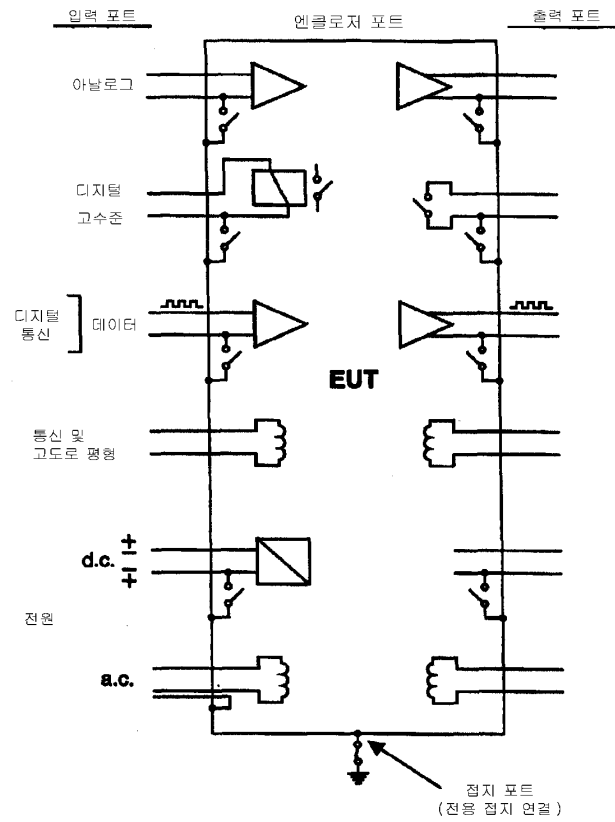 입력 포트
엔클로저 포트
출력 포트
아날로그
디지털
고수준
디지털
통신
데이터
EUT
통신 및
고도로 평형
d.c.
전원
a.c.
접지 포트
(전용 접지 연결)